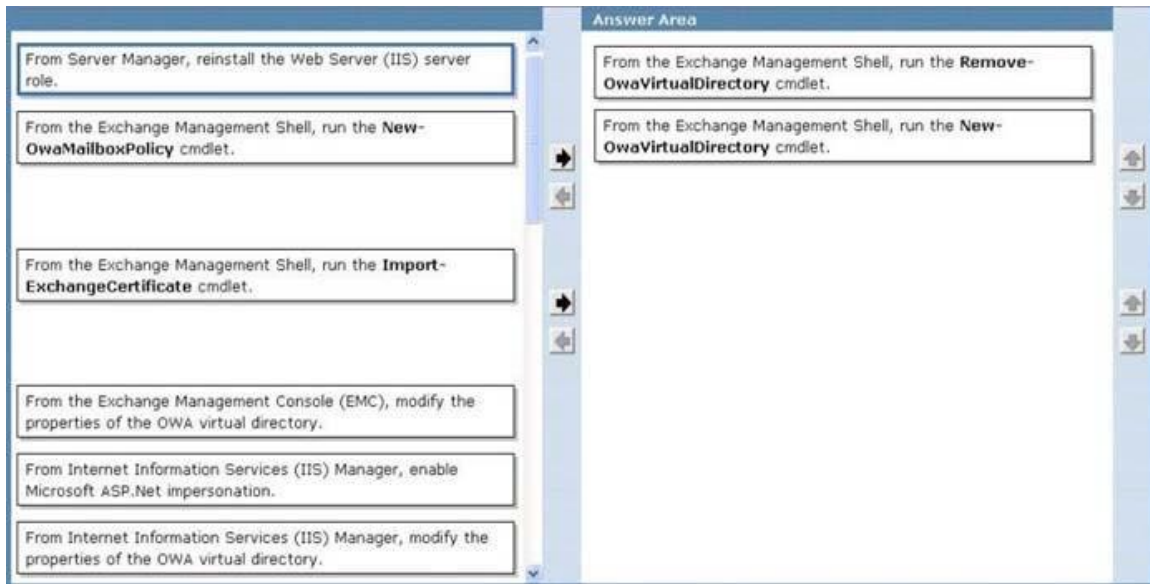 From Server Manager, reinstall the Web Server (IIS) server
role.
From the Exchange Management Shell, run the New-
OwaMailboxPolicy cmdlet.
From the Exchange Management Shell, run the Import-
ExchangeCertificate cmdlet.
From the Exchange Management Console (EMC), modify the
properties of the OWA virtual directory.
From Internet Information Services (IIS) Manager, enable
Microsoft ASP.Net impersonation.
From Internet Information Services (IIS) Manager, modify the
properties of the OWA virtual directory.
Answer Area
From the Exchange Management Shell, run the Remove-
OwaVirtualDirectory cmdlet.
From the Exchange Management Shell, run the New-
OwaVirtualDirectory cmdlet.